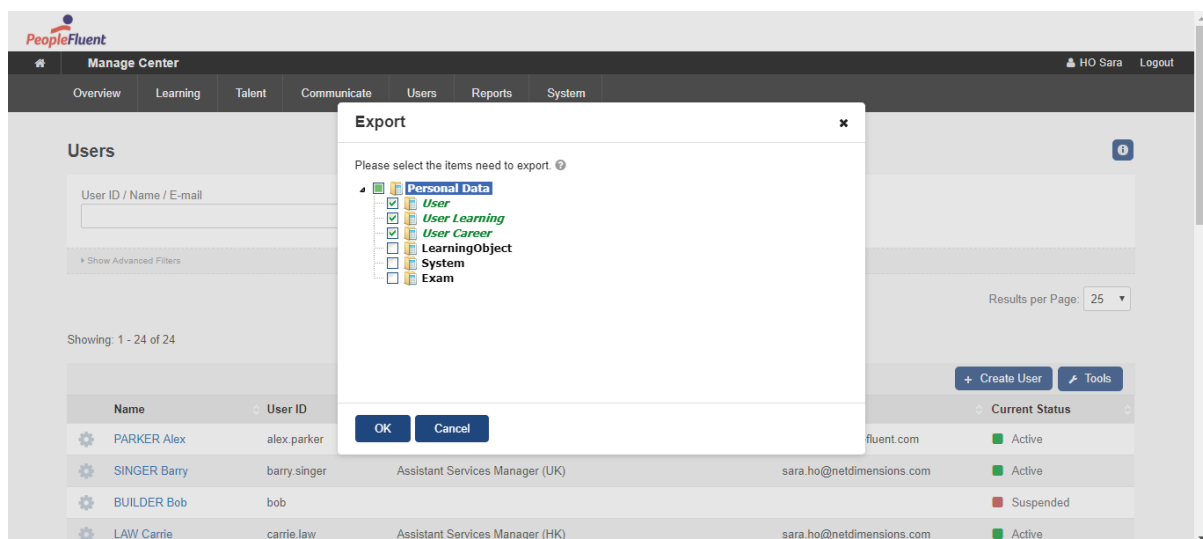 PeopleFluent
Manage Center HO Sara Logout
Overview Learning Talent Communicate Users Reports System
Export
Users
Please select the items need to export.
User ID / Name / E-mail
Personal Data
User
User Learning
User Career
LearningObject
System
Exam
Show Advanced Filters
Results per Page: 25
Showing: 1 - 24 of 24
+ Create User Tools
Name User ID Current Status
OK Cancel
PARKER Alex alex.parker fluent.com Active
SINGER Barry barry.singer Assistant Services Manager (UK) sara.ho@netdimensions.com Active
BUILDER Bob bob Suspended
LAW Carrie carrie.law Assistant Services Manager (HK) sara.ho@netdimensions.com Active